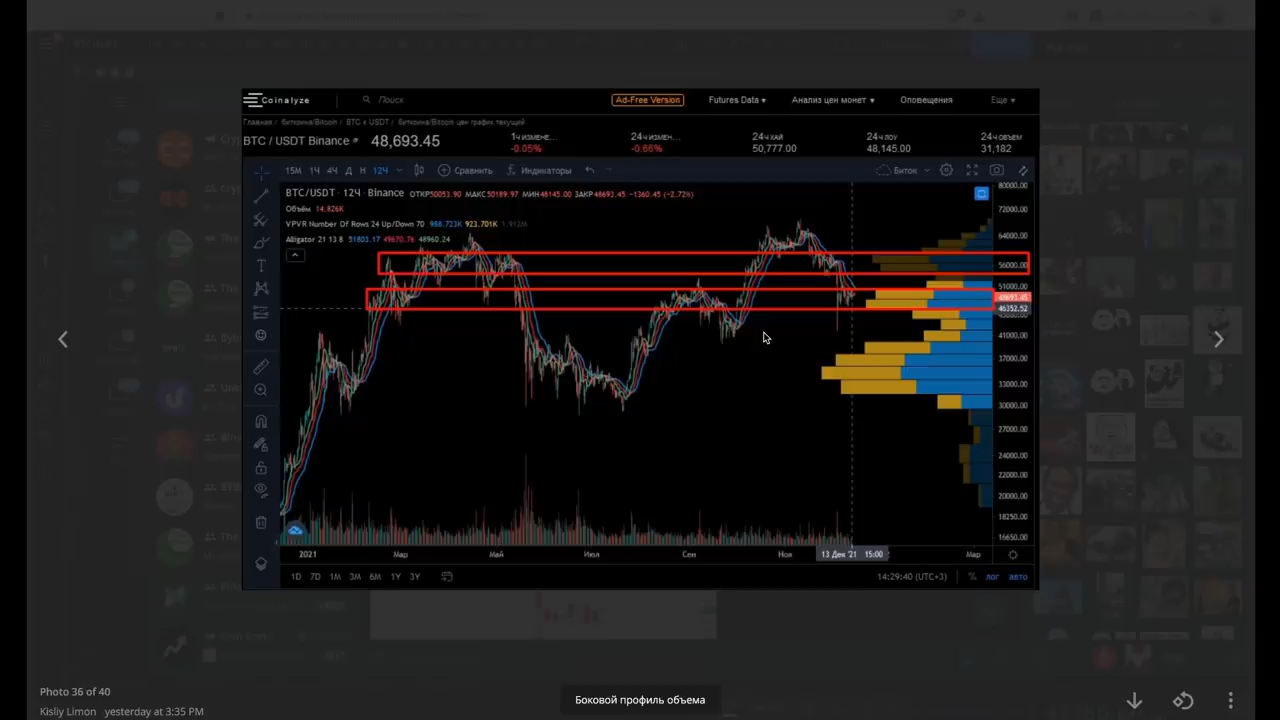 Coinalyze
Поиск
Ad-Free Version
Futures Data
Анализ цен монет
Оповещения
Еще
Главная / биткоина/Bitcoin / BTC к USDT / биткоина/Bitcoin цен график текущий
BTC / USDT Binance
48,693.45
1Ч ИЗМЕНЕ...
-0.05%
24Ч ИЗМЕН...
-0.66%
24Ч ХАЙ
50,777.00
24Ч ЛОУ
48,145.00
24Ч ОБЪЕМ
31,182
15М 1Ч 4Ч Д Н 12Ч
Сравнить
Индикаторы
Биток
BTC/USDT · 12Ч · Binance ОТКР50053.90 МАКС50189.97 МИН48145.00 ЗАКР48693.45 −1360.45 (−2.72%)
Объём 14.826K
VPVR Number Of Rows 24 Up/Down 70 988.723K 923.701K 1.912M
Alligator 21 13 8 51803.17 49670.76 48960.24
80000.00
72000.00
64000.00
56000.00
51000.00
48693.45
46352.52
41000.00
37000.00
33000.00
30000.00
27000.00
24000.00
20000.00
18250.00
16650.00
2021 Мар Май Июл Сен Ноя 13 Дек '21 15:00 Мар
1D 7D 1M 3M 6M 1Y 3Y
14:29:40 (UTC+3)
% лог авто
Photo 36 of 40
Kisliy Limon yesterday at 3:35 PM
Боковой профиль объема